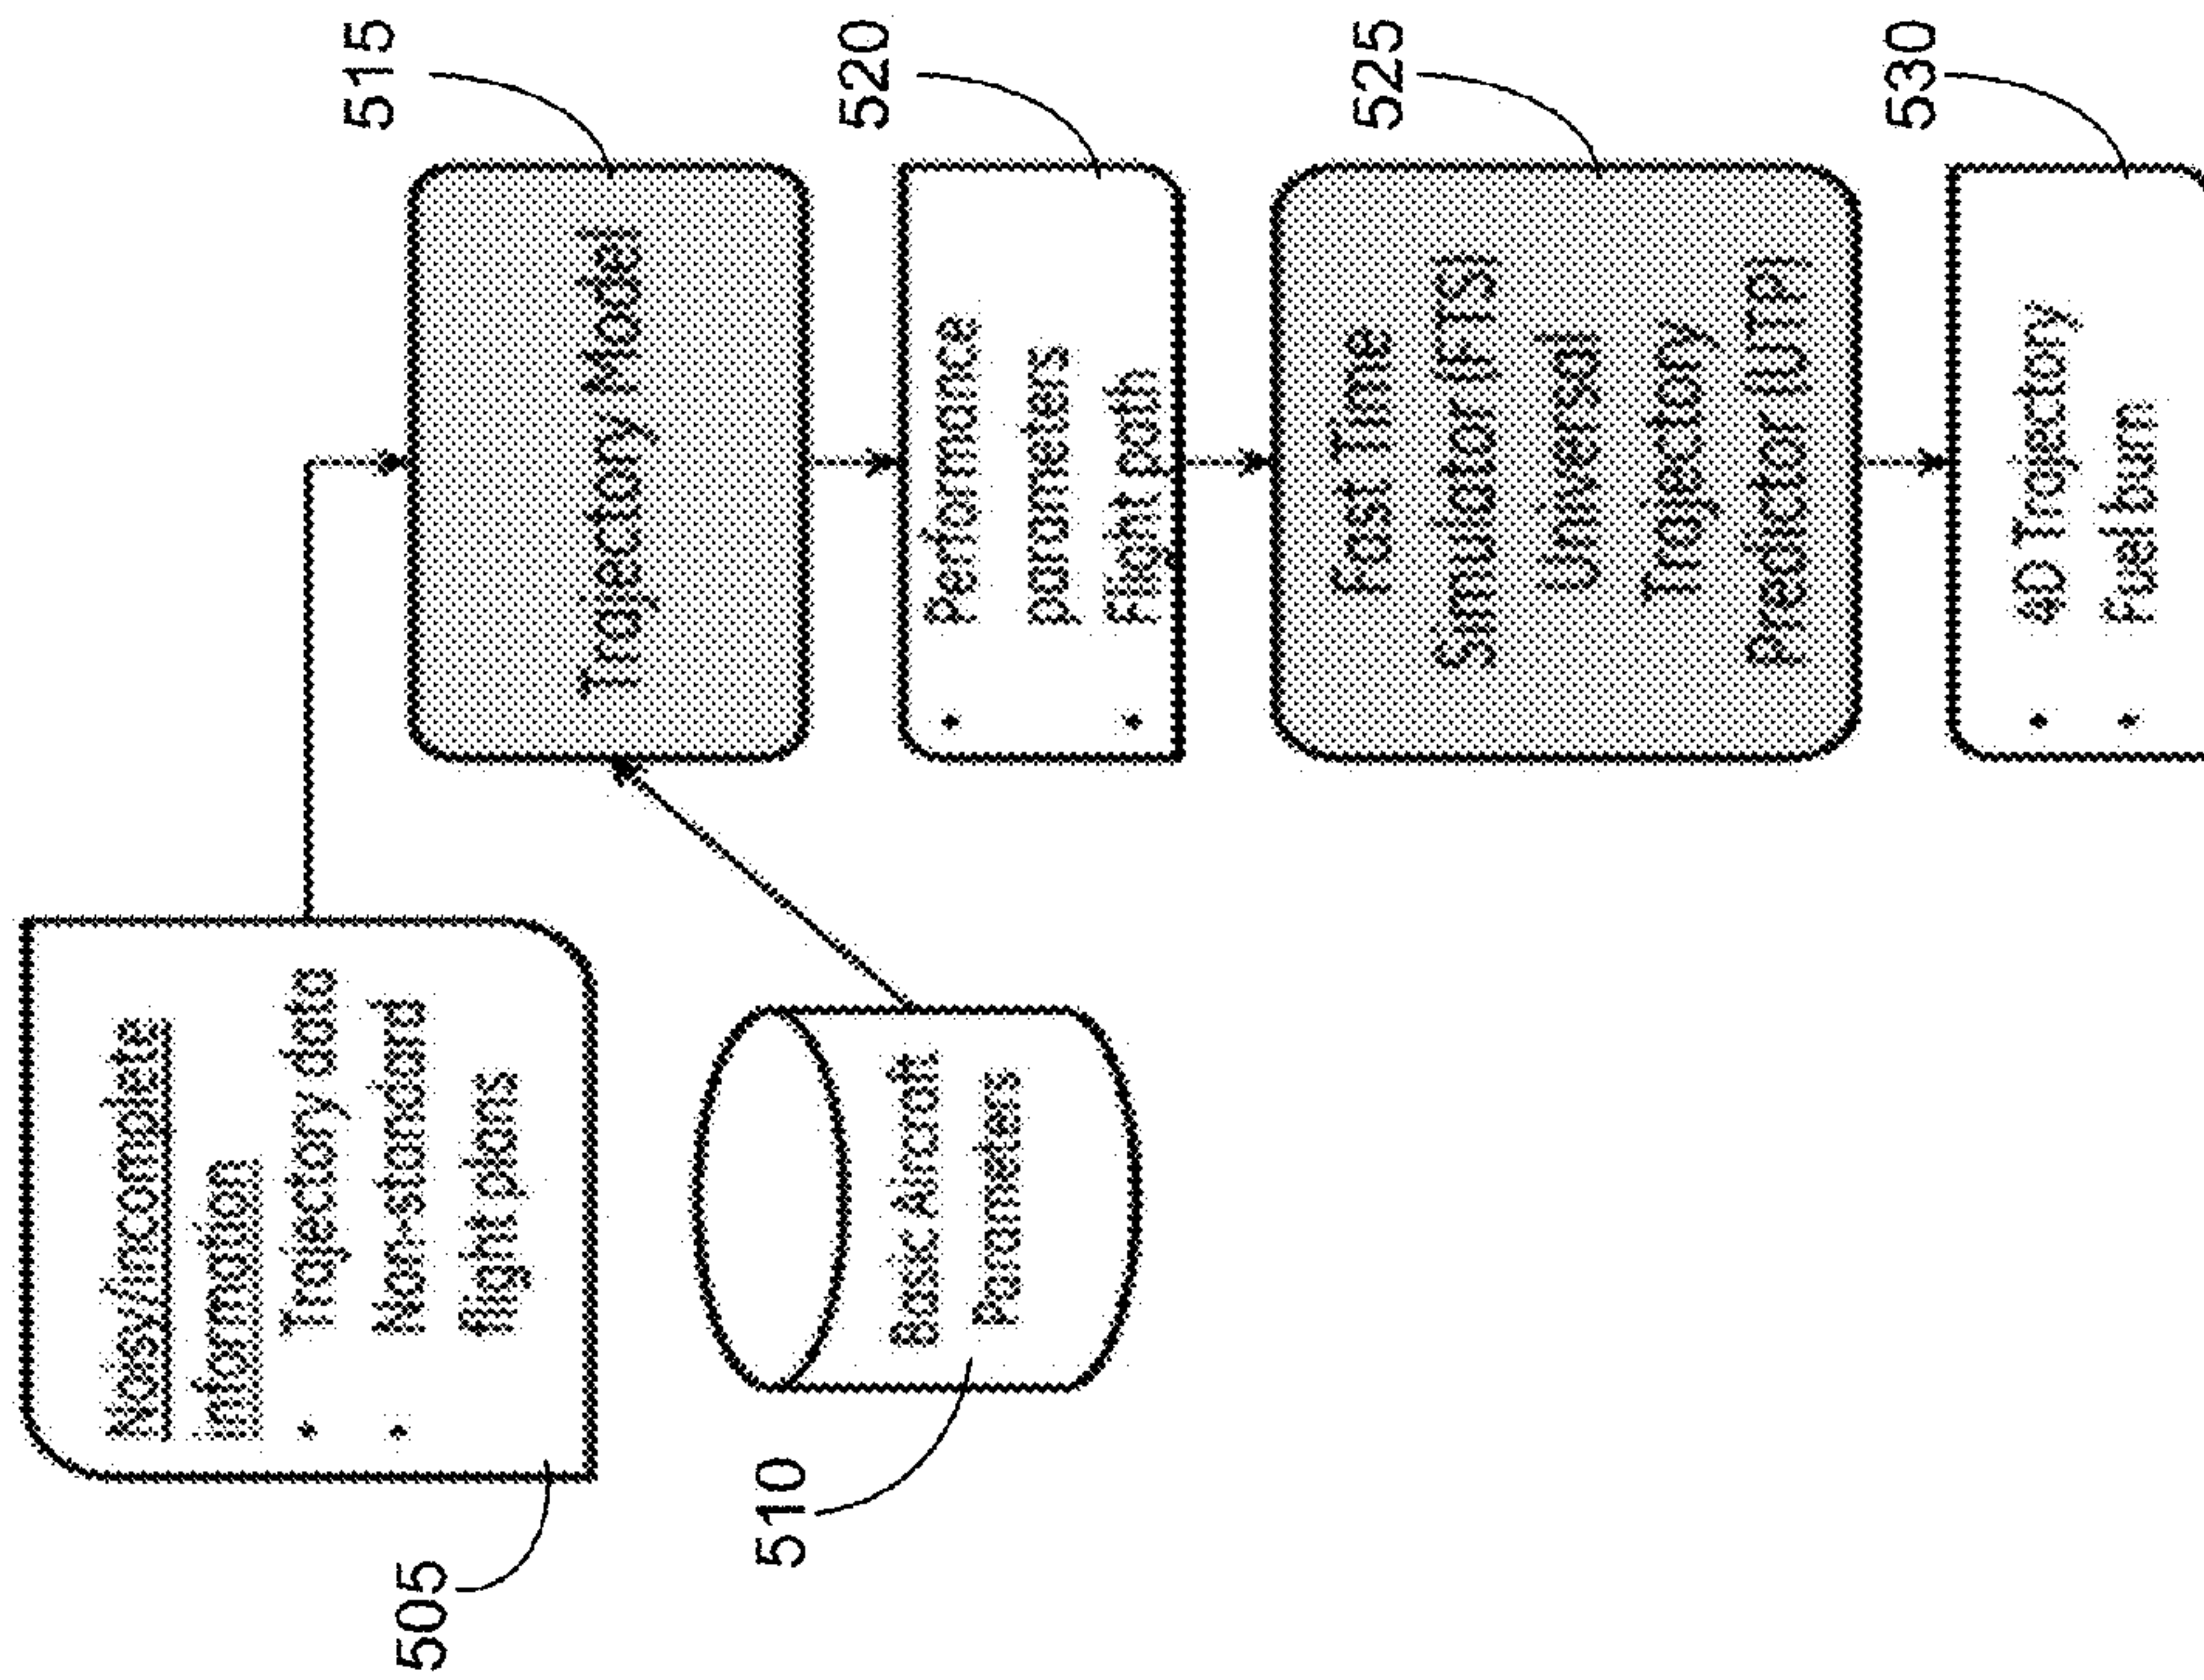 505
Noisy/incomplete
information
• Trajectory data
• Non-standard
flight plans
510
Basic Aircraft
Parameters
515
Trajectory Model
520
• Performance
parameters
• Flight path
525
Fast Time
Simulator (FTS)
Universal
Trajectory
Predictor (UTP)
530
• 4D Trajectory
• Fuel burn